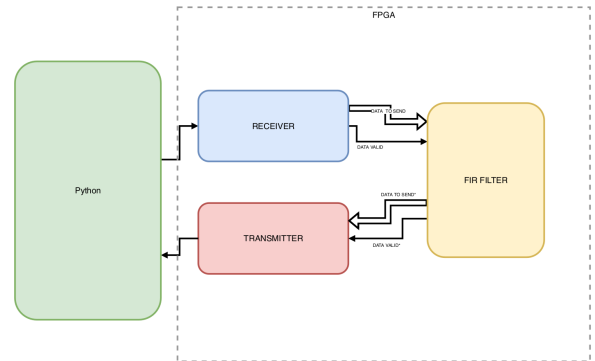 FPGA
RECEIVER
DATA TO SEND
DATA VALID
Python
FIR FILTER
DATA TO SEND*
TRANSMITTER
DATA VALID*